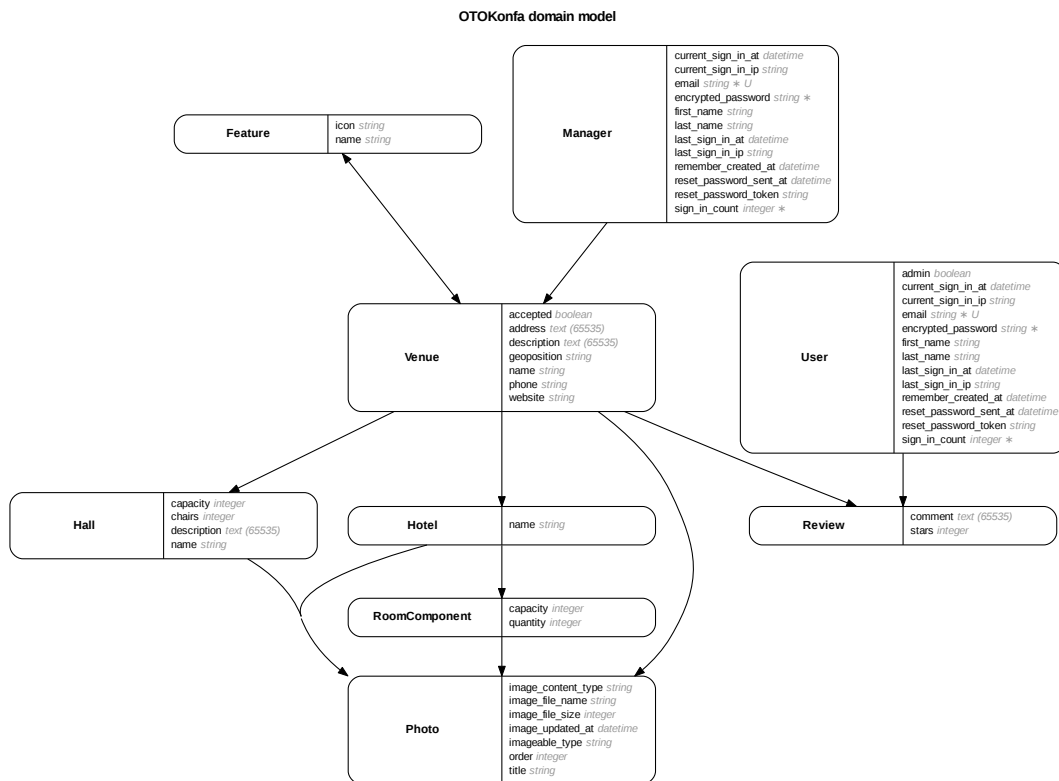 OTOKonfa domain model
Feature
icon string
name string
Manager
current_sign_in_at datetime
current_sign_in_ip string
email string ∗ U
encrypted_password string ∗
first_name string
last_name string
last_sign_in_at datetime
last_sign_in_ip string
remember_created_at datetime
reset_password_sent_at datetime
reset_password_token string
sign_in_count integer ∗
Venue
accepted boolean
address text (65535)
description text (65535)
geoposition string
name string
phone string
website string
User
admin boolean
current_sign_in_at datetime
current_sign_in_ip string
email string ∗ U
encrypted_password string ∗
first_name string
last_name string
last_sign_in_at datetime
last_sign_in_ip string
remember_created_at datetime
reset_password_sent_at datetime
reset_password_token string
sign_in_count integer ∗
Hall
capacity integer
chairs integer
description text (65535)
name string
Hotel
name string
Review
comment text (65535)
stars integer
RoomComponent
capacity integer
quantity integer
Photo
image_content_type string
image_file_name string
image_file_size integer
image_updated_at datetime
imageable_type string
order integer
title string